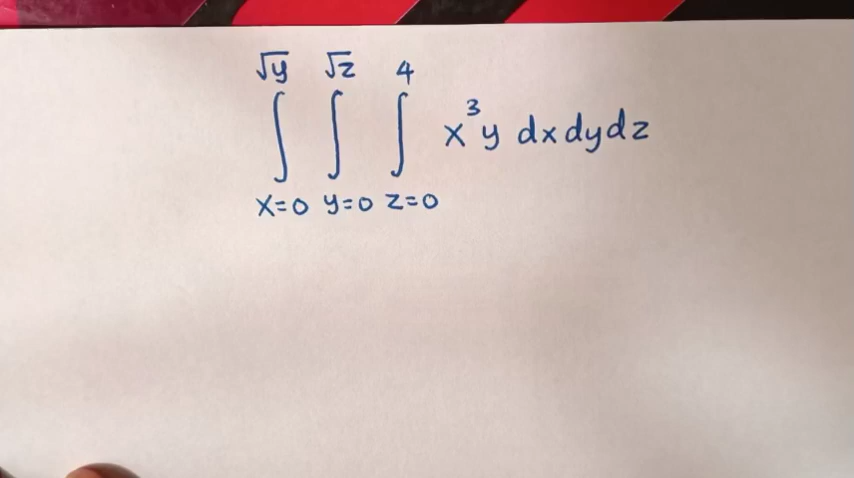 √y √z 4
∫ ∫ ∫ x³y dxdydz
x=0 y=0 z=0